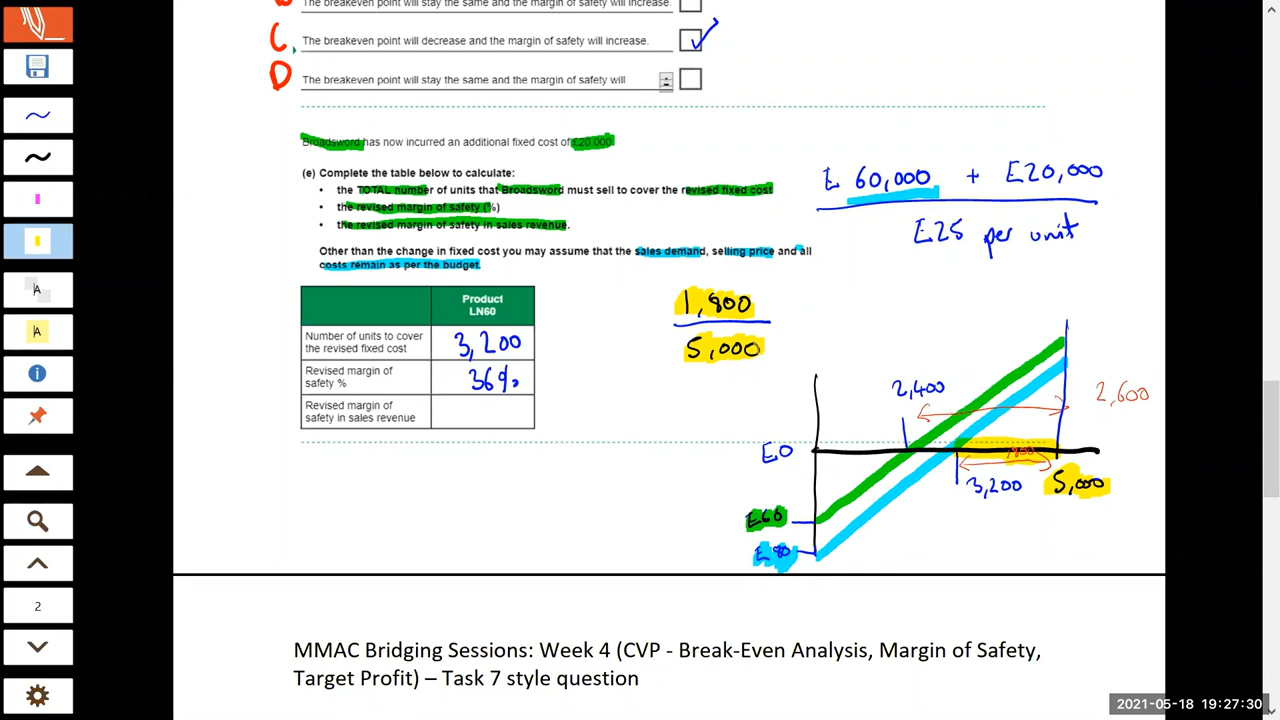 The breakeven point will stay the same and the margin of safety will increase.
C, The breakeven point will decrease and the margin of safety will increase.
D The breakeven point will stay the same and the margin of safety will
Broadsword has now incurred an additional fixed cost of £20,000.
(e) Complete the table below to calculate:
• the TOTAL number of units that Broadsword must sell to cover the revised fixed cost
• the revised margin of safety (%)
• the revised margin of safety in sales revenue.
Other than the change in fixed cost you may assume that the sales demand, selling price and all
costs remain as per the budget.
£ 60,000 + £20,000
£25 per unit
Product
LN60
Number of units to cover
the revised fixed cost
3,200
Revised margin of
safety %
36%
Revised margin of
safety in sales revenue
1,800
5,000
2,400
2,600
£0
1800
3,200
5,000
£60
£80
MMAC Bridging Sessions: Week 4 (CVP - Break-Even Analysis, Margin of Safety,
Target Profit) – Task 7 style question
A
A
2
2021-05-18 19:27:30